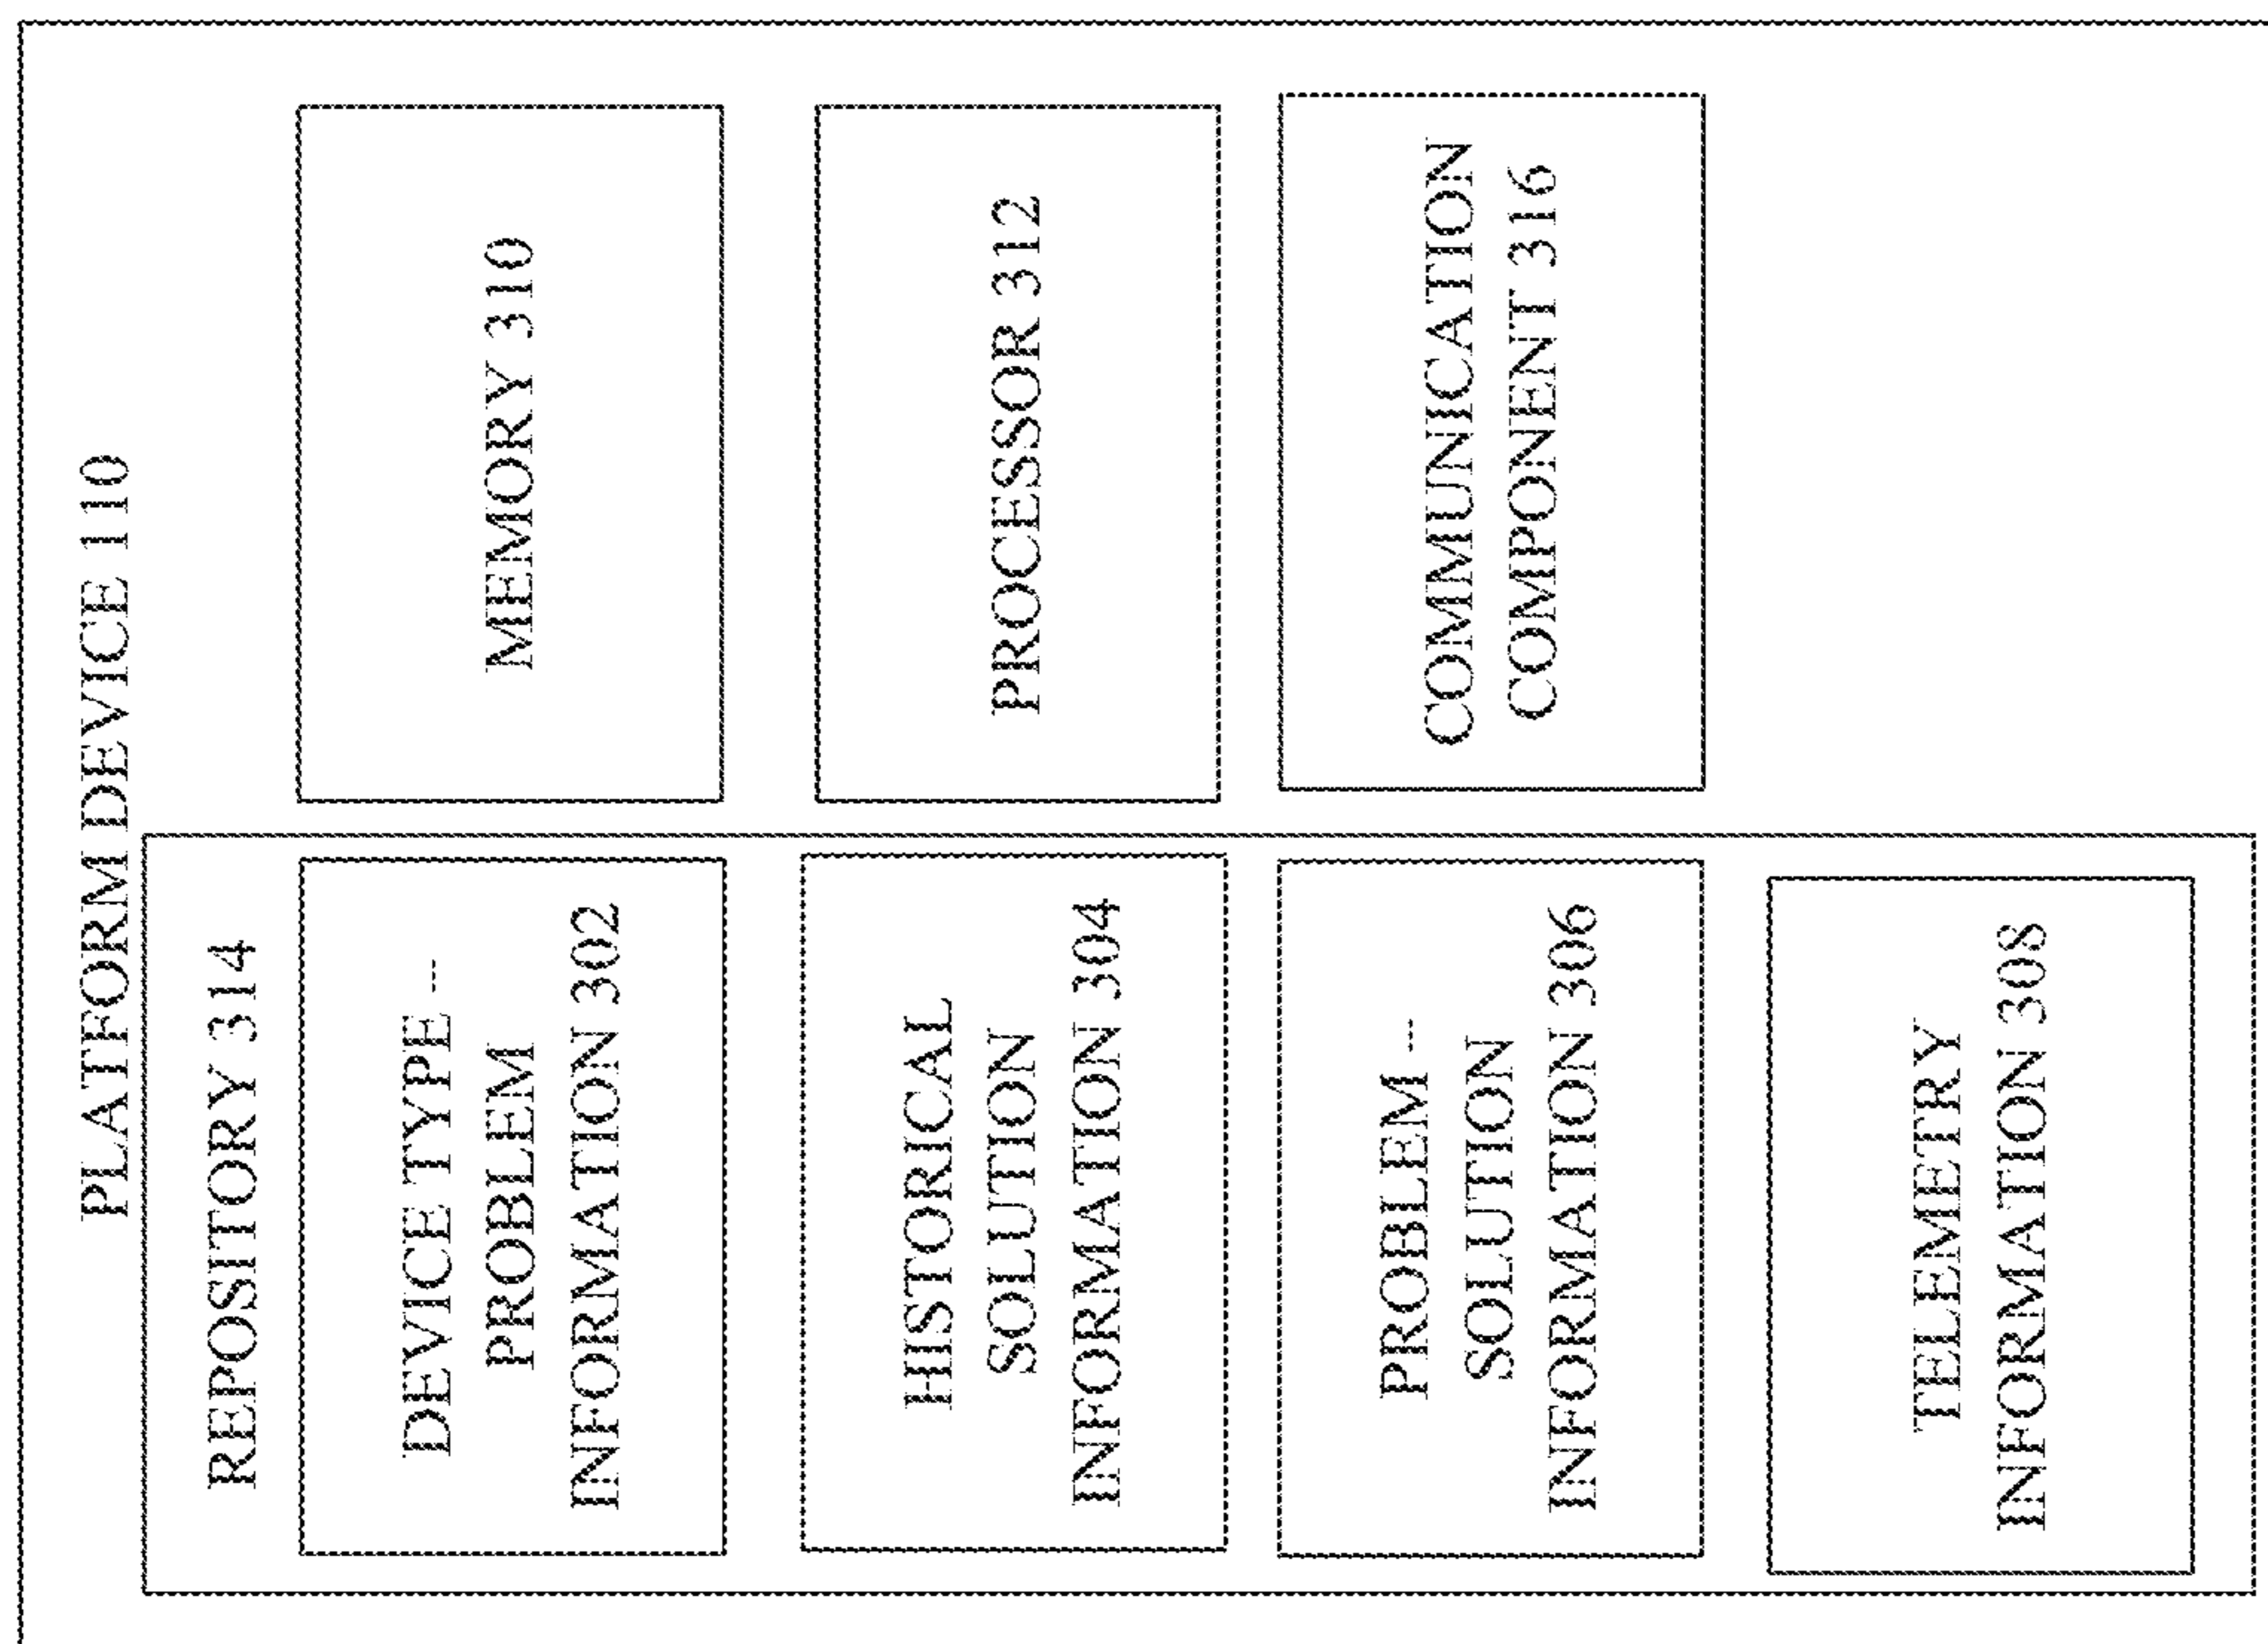 PLATFORM DEVICE 110
REPOSITORY 314
DEVICE TYPE --
PROBLEM
INFORMATION 302
HISTORICAL
SOLUTION
INFORMATION 304
PROBLEM --
SOLUTION
INFORMATION 306
TELEMETRY
INFORMATION 308
MEMORY 310
PROCESSOR 312
COMMUNICATION
COMPONENT 316